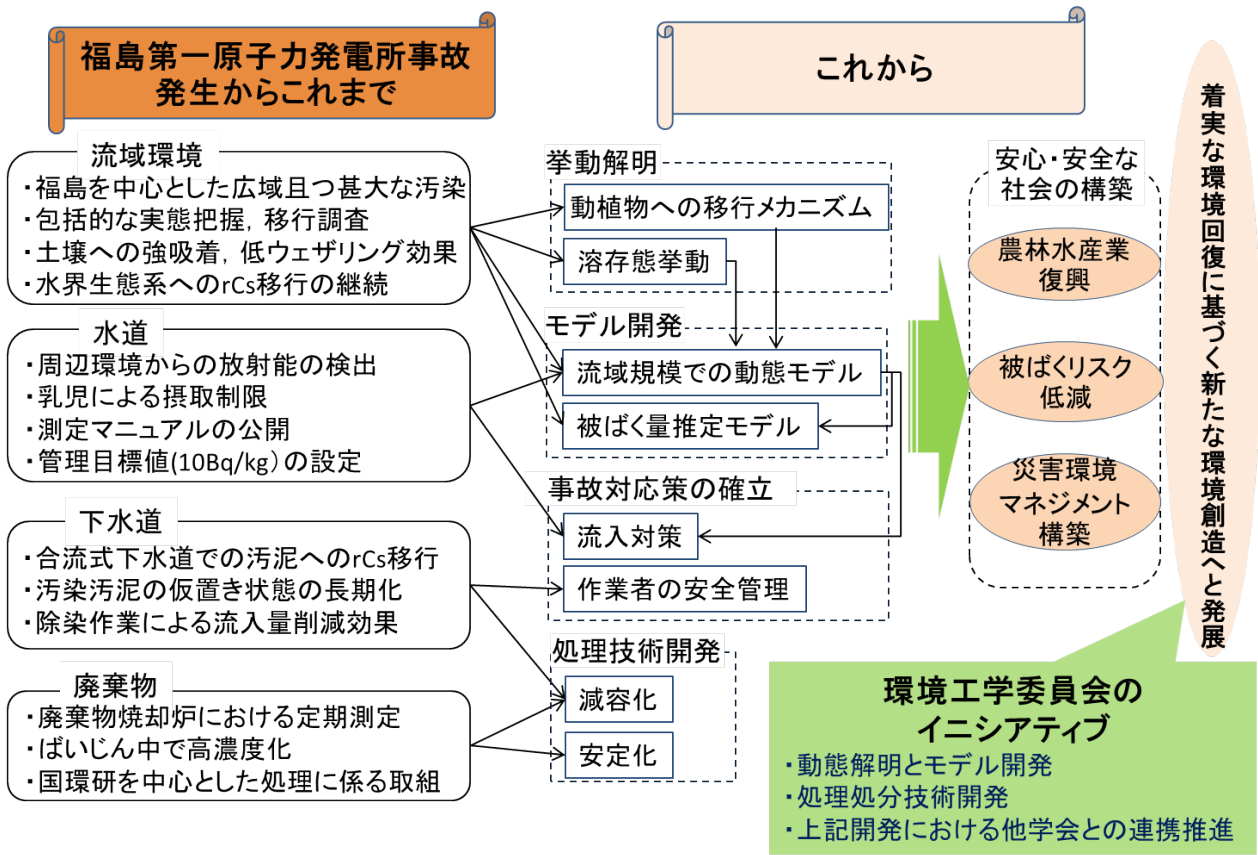 福島第一原子力発電所事故
発生からこれまで
これから
流域環境
・福島を中心とした広域且つ甚大な汚染
・包括的な実態把握，移行調査
・土壌への強吸着，低ウェザリング効果
・水界生態系へのrCs移行の継続
水道
・周辺環境からの放射能の検出
・乳児による摂取制限
・測定マニュアルの公開
・管理目標値(10Bq/kg）の設定
下水道
・合流式下水道での汚泥へのrCs移行
・汚染汚泥の仮置き状態の長期化
・除染作業による流入量削減効果
廃棄物
・廃棄物焼却炉における定期測定
・ばいじん中で高濃度化
・国環研を中心とした処理に係る取組
挙動解明
動植物への移行メカニズム
溶存態挙動
モデル開発
流域規模での動態モデル
被ばく量推定モデル
事故対応策の確立
流入対策
作業者の安全管理
処理技術開発
減容化
安定化
安心・安全な
社会の構築
農林水産業
復興
被ばくリスク
低減
災害環境
マネジメント
構築
着実な環境回復に基づく新たな環境創造へと発展
環境工学委員会の
イニシアティブ
・動態解明とモデル開発
・処理処分技術開発
・上記開発における他学会との連携推進